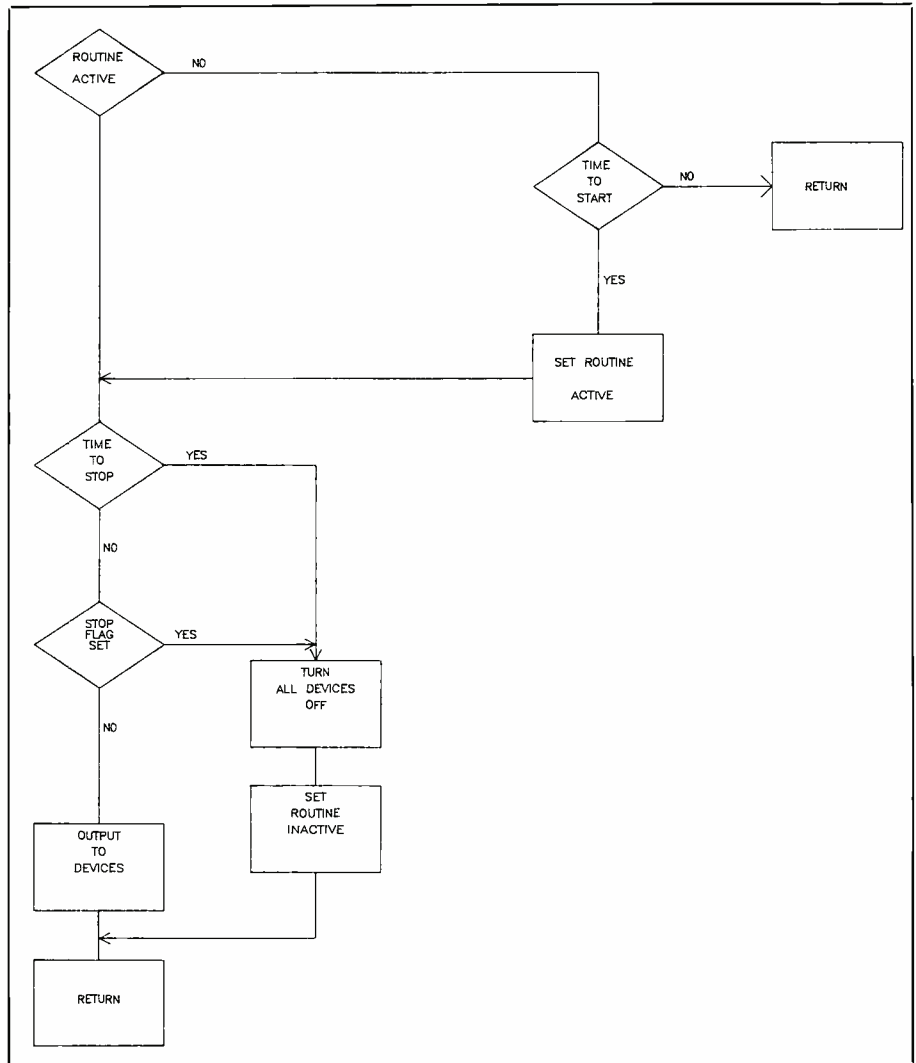 ROUTINE
ACTIVE
NO
TIME
TO
START
NO
RETURN
YES
SET ROUTINE
ACTIVE
TIME
TO
STOP
YES
NO
STOP
FLAG
SET
YES
TURN
ALL DEVICES
OFF
NO
SET
ROUTINE
INACTIVE
OUTPUT
TO
DEVICES
RETURN